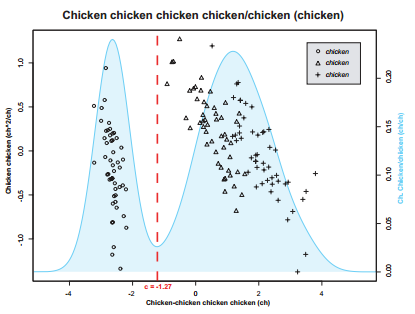 Chicken chicken chicken chicken/chicken (chicken)
chicken
chicken
chicken
Chicken chicken (ch^2/ch)
1.0
0.5
0.0
-0.5
-1.0
0.20
0.15
0.10
0.05
0.00
Ch. Chicken/chicken (ch/ch)
-4
-2
0
2
4
c = -1.27
Chicken-chicken chicken chicken (ch)